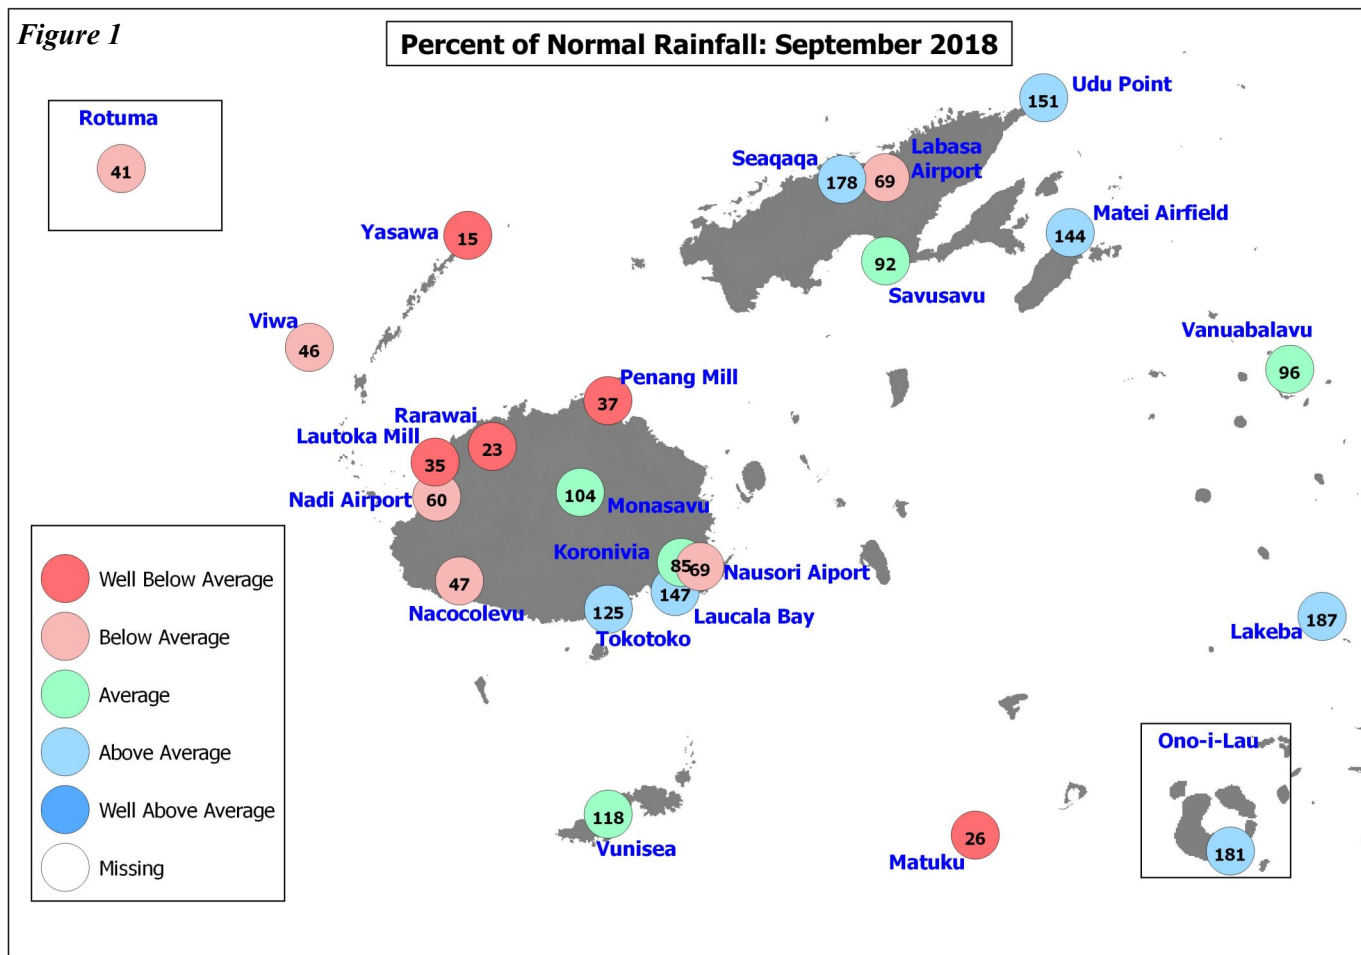 Figure 1
Percent of Normal Rainfall: September 2018
Rotuma
41
Udu Point
151
Seaqaqa
178
Labasa
Airport
69
Matei Airfield
144
Yasawa
15
92
Savusavu
Viwa
46
Vanuabalavu
96
Penang Mill
37
Rarawai
23
Lautoka Mill
35
Nadi Airport
60
104
Monasavu
Koronivia
85
69
Nausori Aiport
47
Nacocolevu
125
Tokotoko
147
Laucala Bay
187
Lakeba
Well Below Average
Below Average
Average
Above Average
Well Above Average
Missing
118
Vunisea
26
Matuku
Ono-i-Lau
181